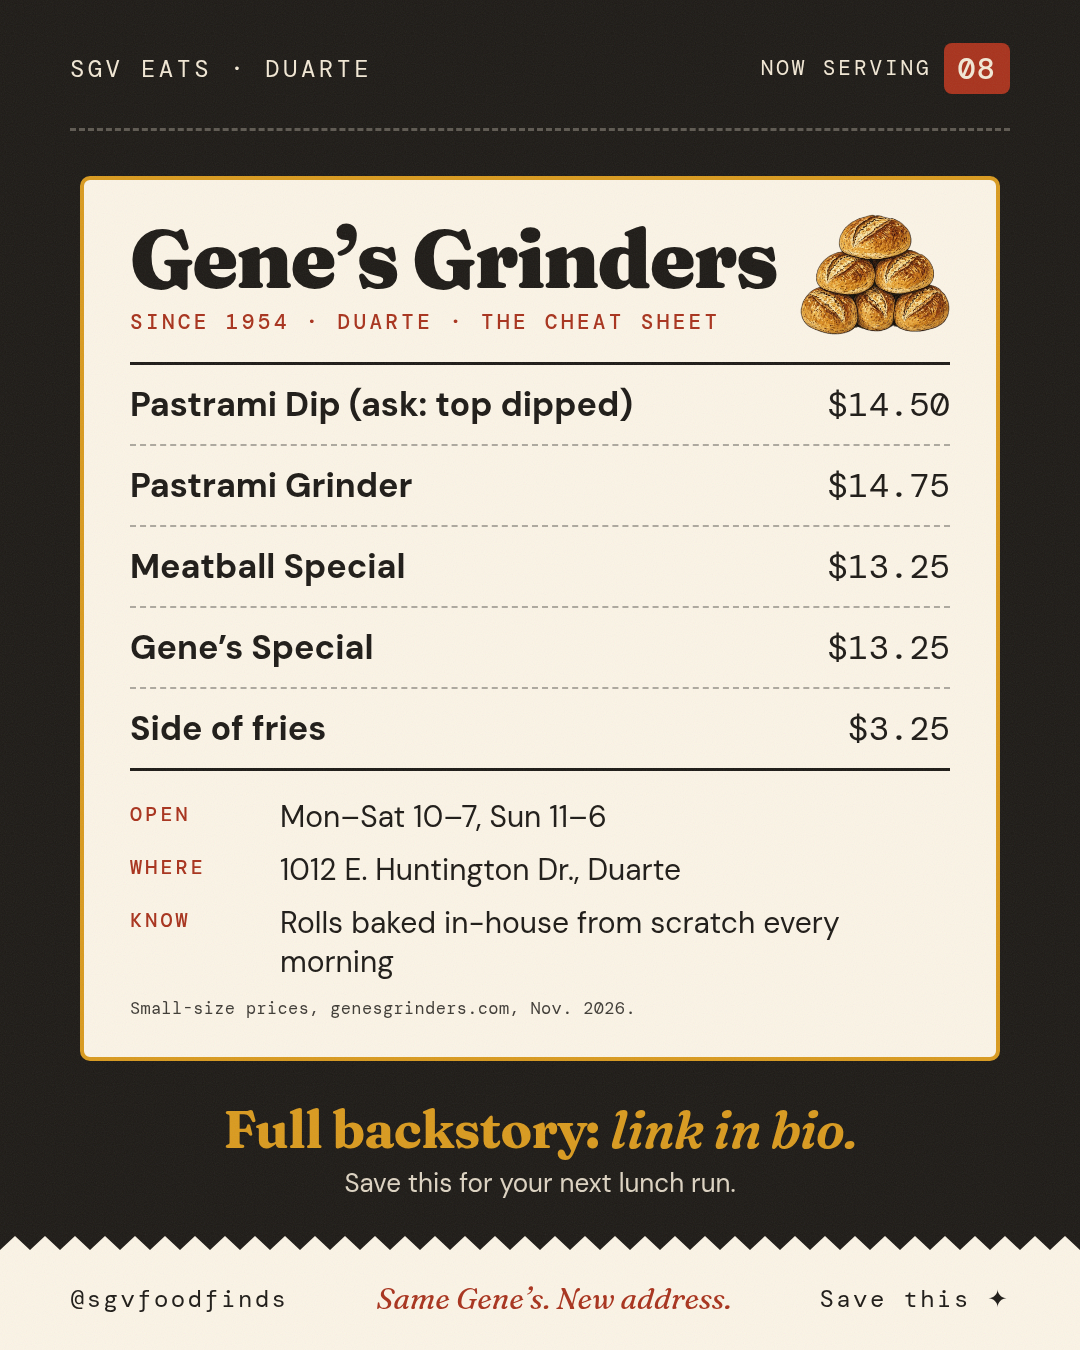 SGV EATS · DUARTE
NOW SERVING 08
Gene’s Grinders
SINCE 1954 · DUARTE · THE CHEAT SHEET
Pastrami Dip (ask: top dipped) $14.50
Pastrami Grinder $14.75
Meatball Special $13.25
Gene’s Special $13.25
Side of fries $3.25
OPEN Mon–Sat 10–7, Sun 11–6
WHERE 1012 E. Huntington Dr., Duarte
KNOW Rolls baked in-house from scratch every
morning
Small-size prices, genesgrinders.com, Nov. 2026.
Full backstory: link in bio.
Save this for your next lunch run.
@sgvfoodfinds
Same Gene’s. New address.
Save this ✦